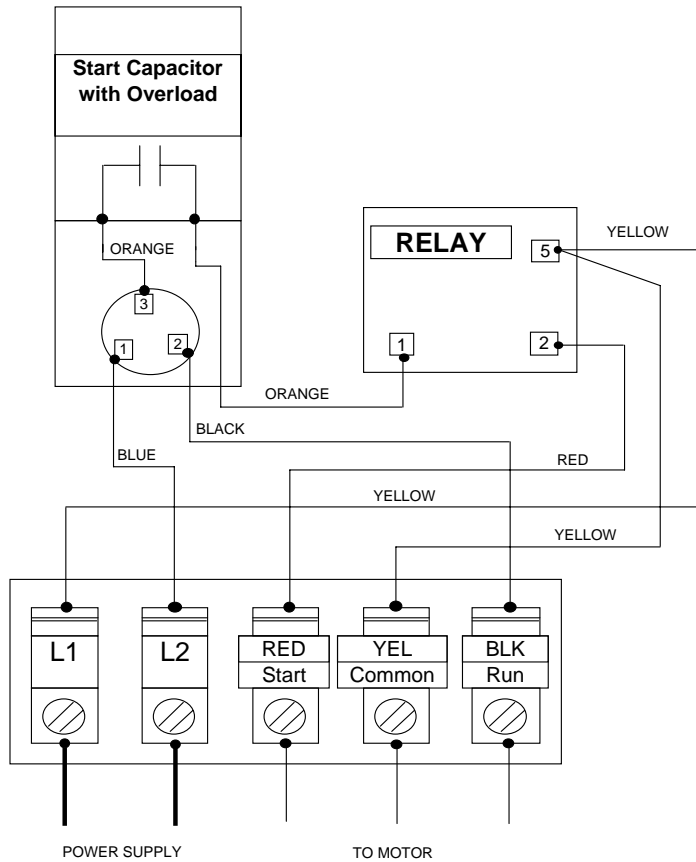 Start Capacitor
with Overload
ORANGE
3
1
2
RELAY
5
YELLOW
1
2
ORANGE
BLACK
BLUE
RED
YELLOW
YELLOW
L1
L2
RED
Start
YEL
Common
BLK
Run
POWER SUPPLY
TO MOTOR